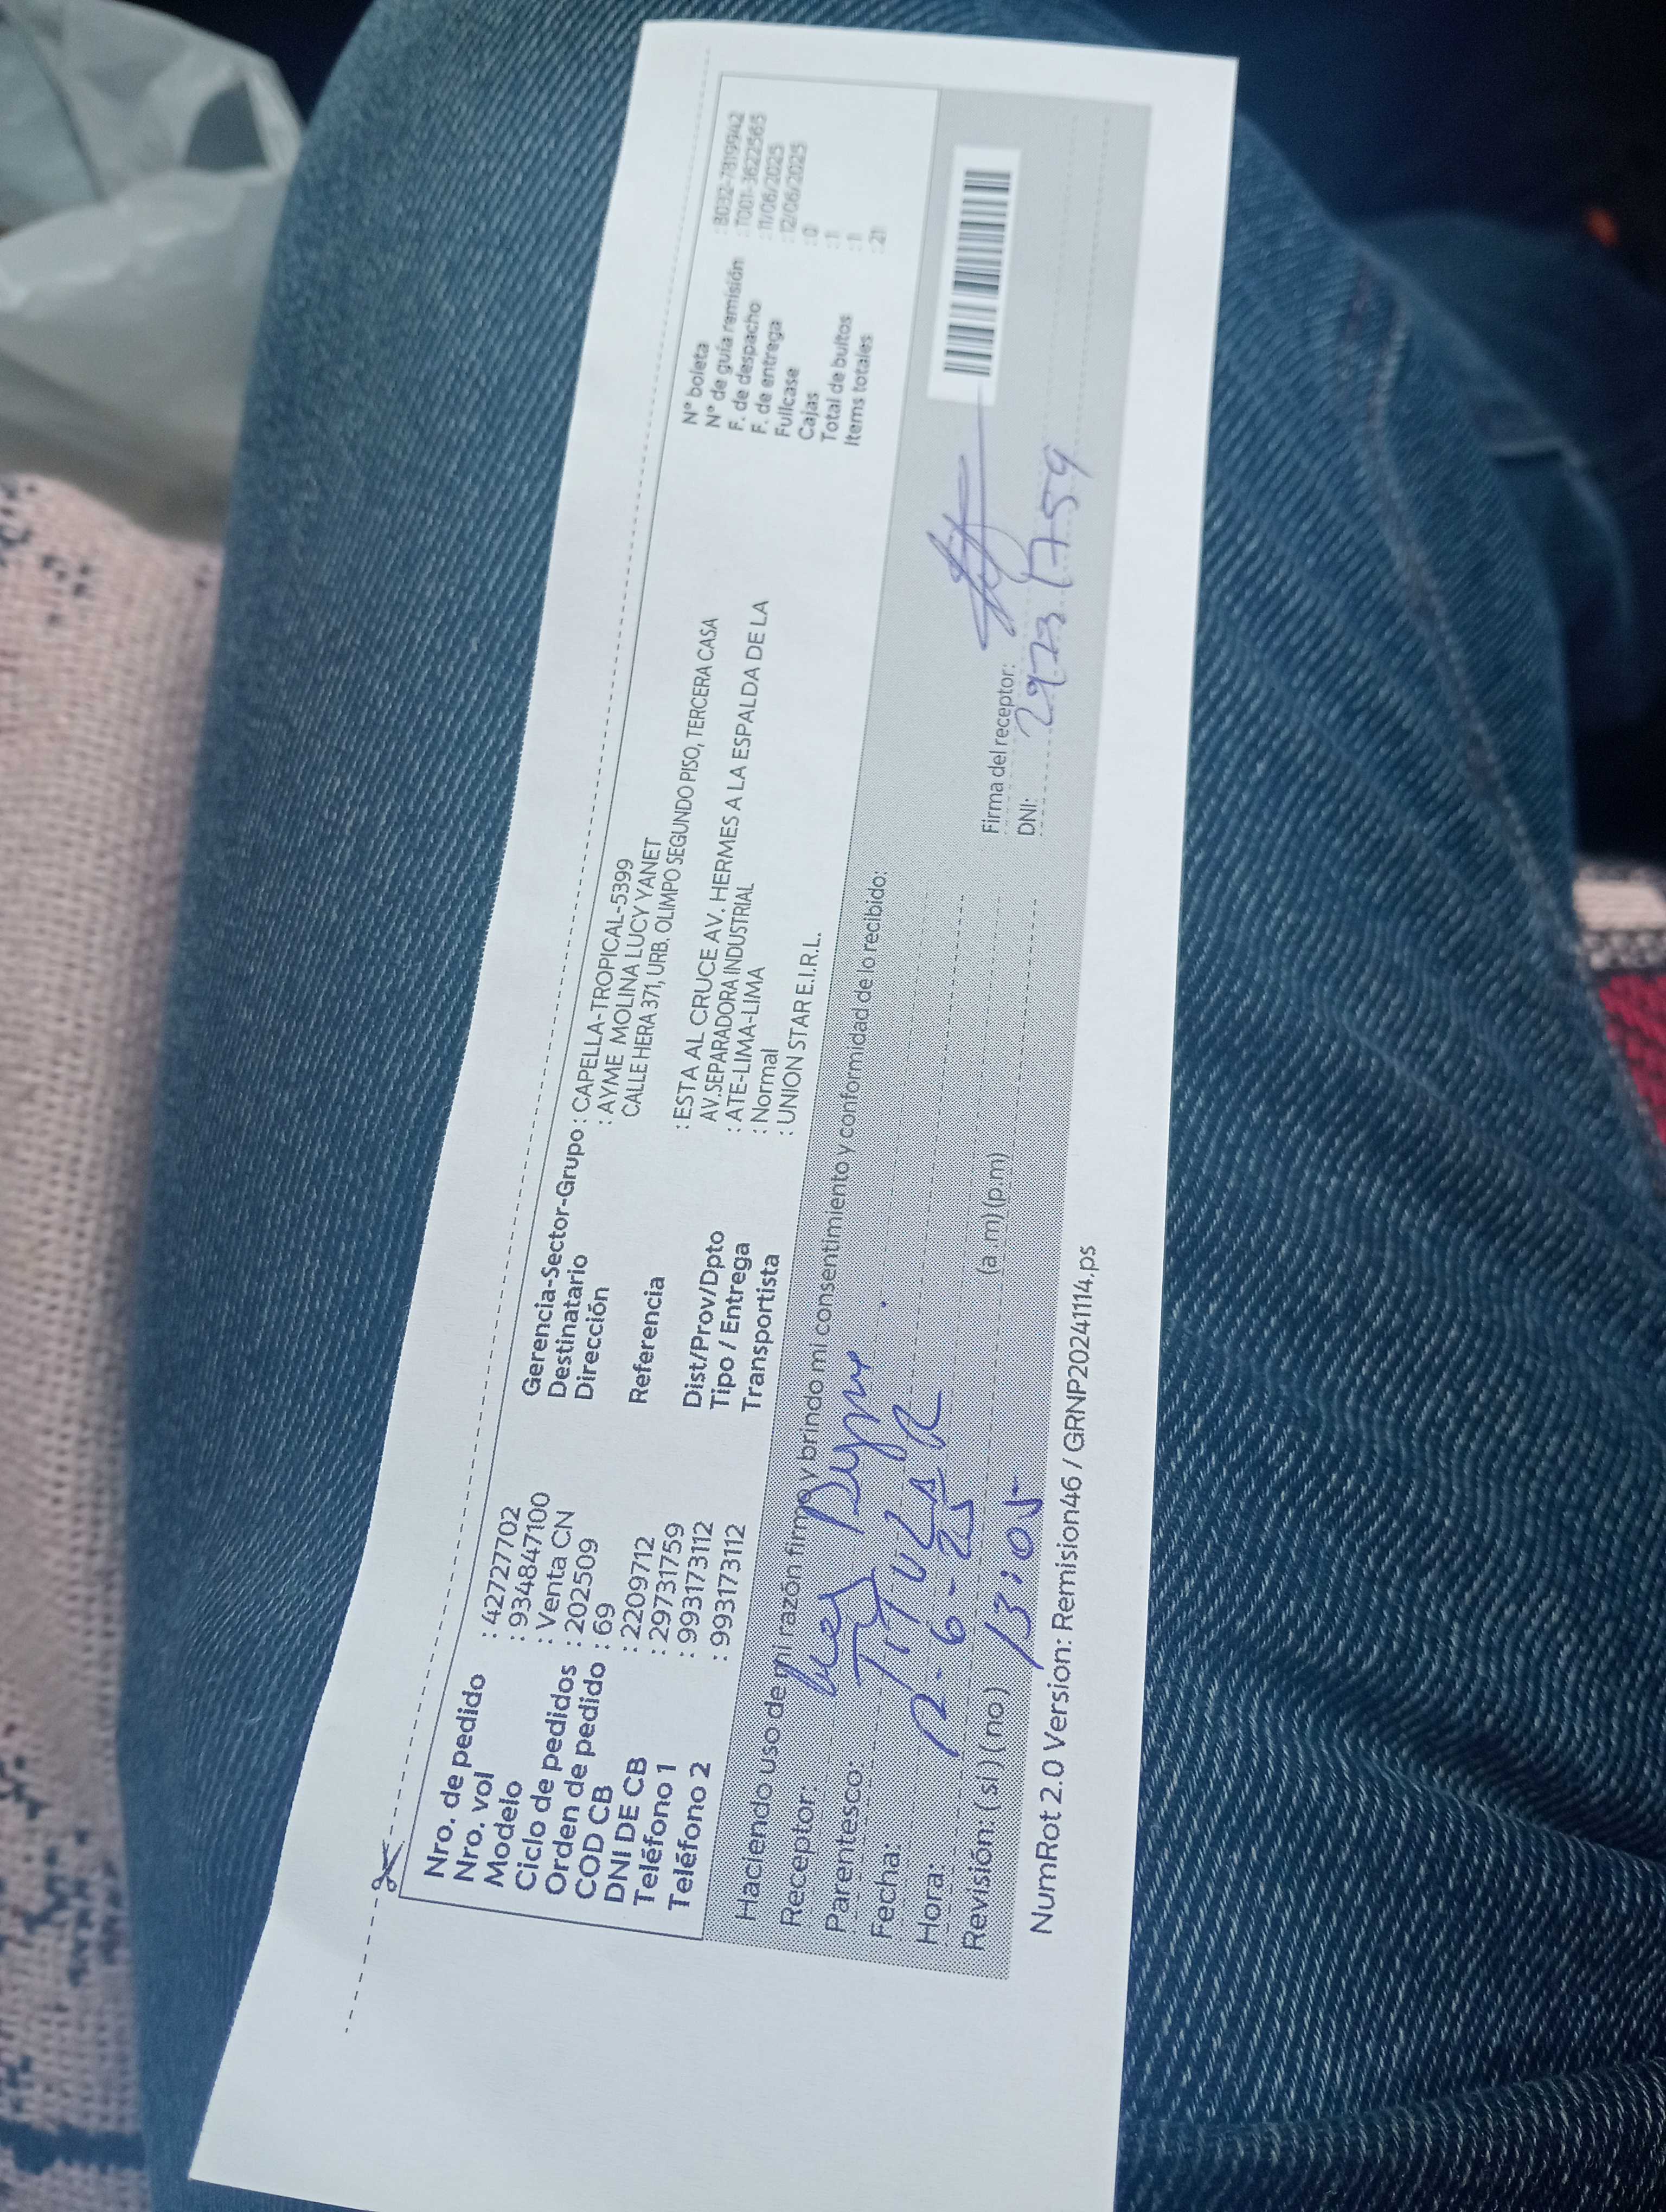 Nro. de pedido : 42727702
Nro. vol : 9348847100
Modelo : Venta CN
Ciclo de pedidos : 202509
Orden de pedido : 69
COD CB : 2209712
DNI DE CB : 29731759
Teléfono 1 : 993173112
Teléfono 2 : 993173112
Gerencia-Sector-Grupo : CAPELLA-TROPICAL-5399
Destinatario : AYME MOLINA LUCY YANET
Dirección CALLE HERA 371, URB. OLIMPO SEGUNDO PISO, TERCERA CASA
Referencia : ESTA AL CRUCE AV. HERMES A LA ESPALDA DE LA
AV.SEPARADORA INDUSTRIAL
Dist/Prov/Dpto : ATE-LIMA-LIMA
Tipo / Entrega : Normal
Transportista : UNION STAR E.I.R.L.
N° boleta : B032-7819942
N° de guía remisión : T001-3622565
F. de despacho : 11/06/2025
F. de entrega : 12/06/2025
Fullcase : 0
Cajas : 1
Total de bultos : 1
Items totales : 21
Haciendo uso de mi razón firmo y brindo mi consentimiento y conformidad de lo recibido:
Receptor:
Parentesco: TITULAR
Fecha: 12-6-25
Hora: 13:05 (a.m) (p.m)
Revisión: (sI) (no)
Firma del receptor:
DNI: 29731759
NumRot 2.0 Version: Remision46 / GRNP20241114.ps